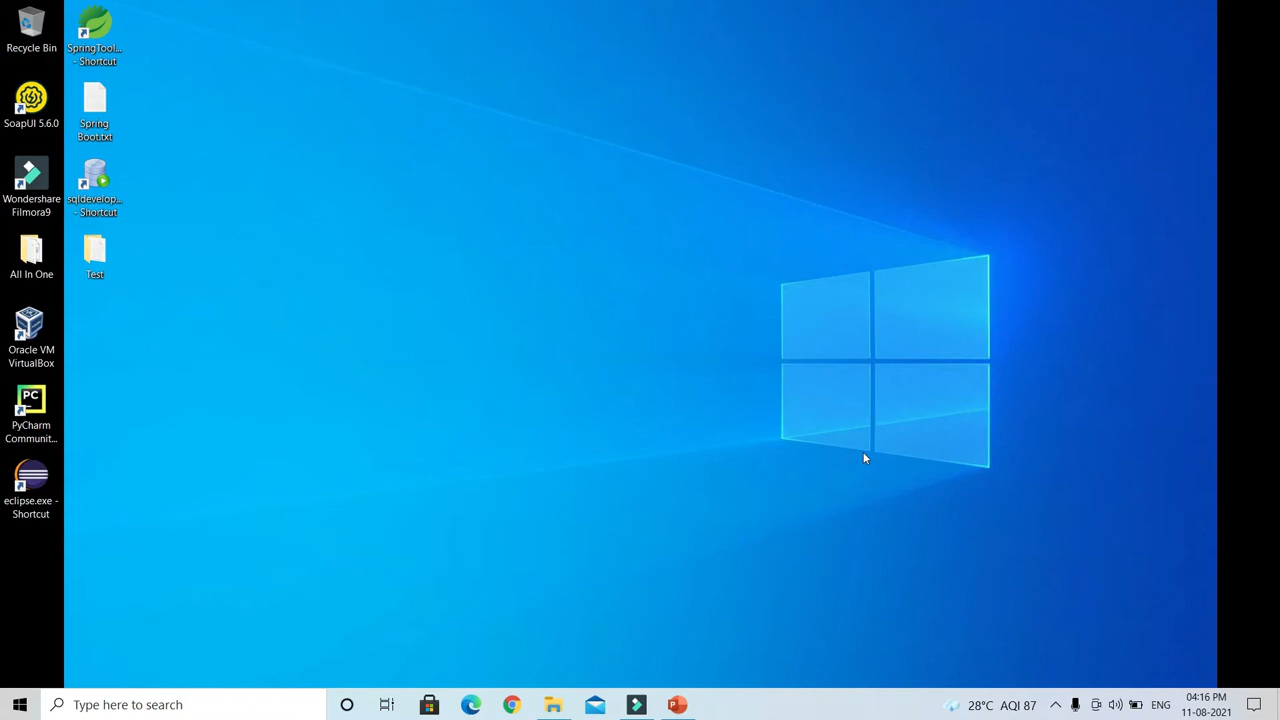 Recycle Bin
SoapUI 5.6.0
Wondershare
Filmora9
All In One
Oracle VM
VirtualBox
PC
PyCharm
Communit...
eclipse.exe -
Shortcut
SpringTool...
- Shortcut
Spring
Boot.txt
sqldevelop...
- Shortcut
Test
Type here to search
28°C AQI 87
ENG
04:16 PM
11-08-2021